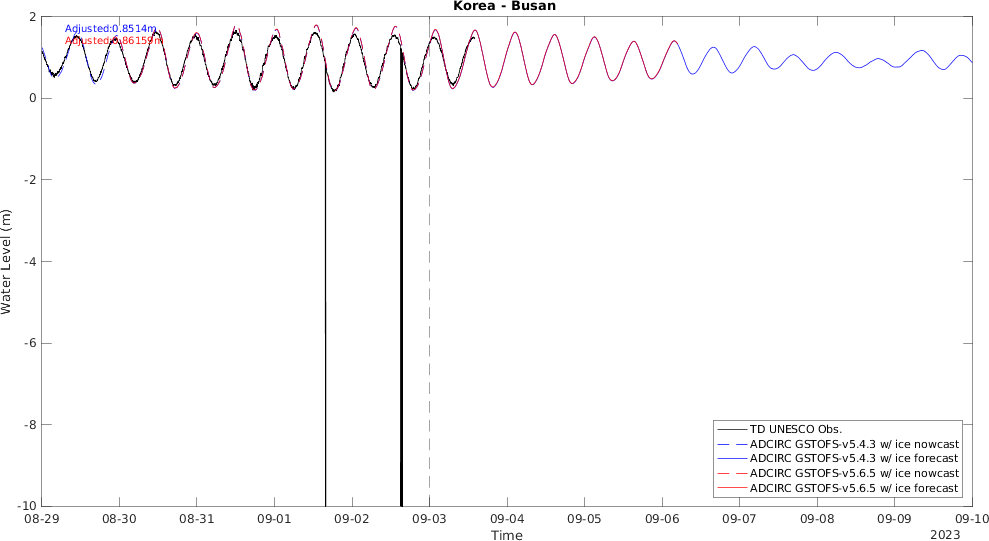 Korea - Busan
Adjusted:0.8514m
Adjusted:.86159m
2
0
-2
-4
-6
-8
-10
Water Level (m)
TD UNESCO Obs.
ADCIRC GSTOFS-v5.4.3 w/ ice nowcast
ADCIRC GSTOFS-v5.4.3 w/ ice forecast
ADCIRC GSTOFS-v5.6.5 w/ ice nowcast
ADCIRC GSTOFS-v5.6.5 w/ ice forecast
08-29 08-30 08-31 09-01 09-02 09-03 09-04 09-05 09-06 09-07 09-08 09-09 09-10
Time
2023